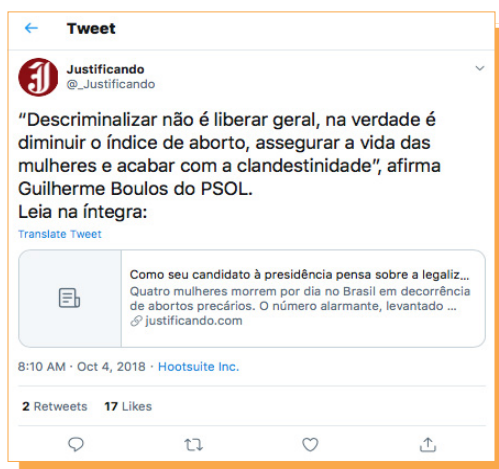 ← Tweet
Justificando
@_Justificando
“Descriminalizar não é liberar geral, na verdade é
diminuir o índice de aborto, assegurar a vida das
mulheres e acabar com a clandestinidade”, afirma
Guilherme Boulos do PSOL.
Leia na íntegra:
Translate Tweet
Como seu candidato à presidência pensa sobre a legaliz...
Quatro mulheres morrem por dia no Brasil em decorrência
de abortos precários. O número alarmante, levantado ...
justificando.com
8:10 AM · Oct 4, 2018 · Hootsuite Inc.
2 Retweets 17 Likes